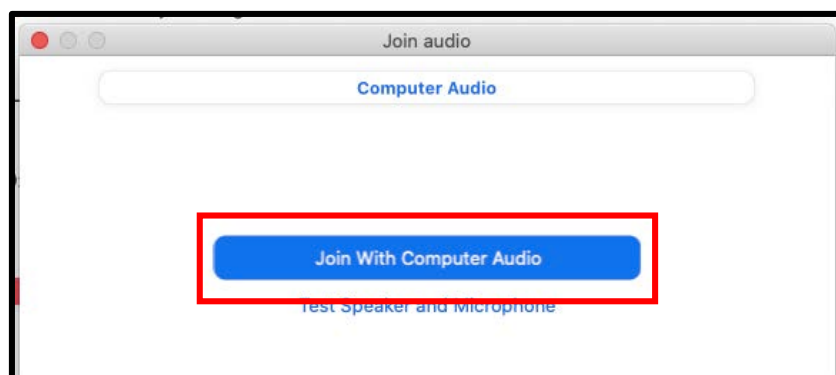 Join audio
Computer Audio
Join With Computer Audio
Test Speaker and Microphone